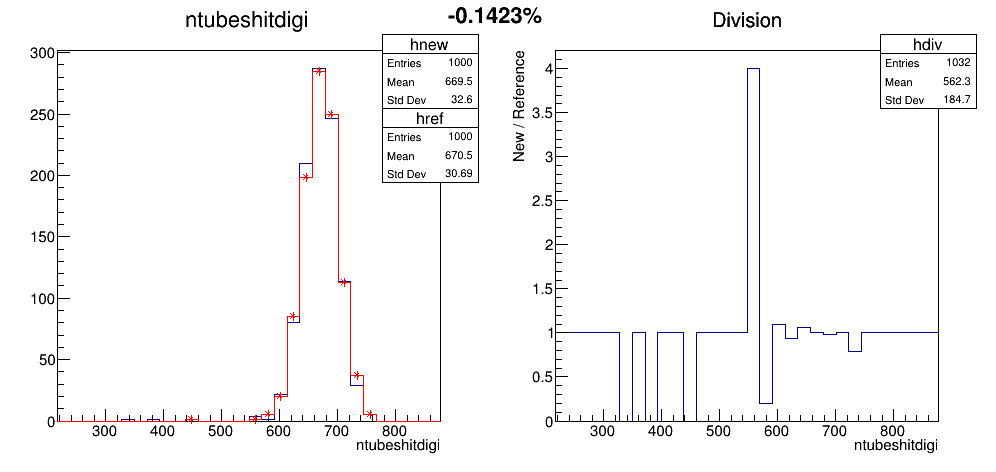 -0.1423%
ntubeshitdigi
hnew
Entries 1000
Mean 669.5
Std Dev 32.6
href
Entries 1000
Mean 670.5
Std Dev 30.69
300
250
200
150
100
50
0
300 400 500 600 700 800
ntubeshitdigi
Division
hdiv
Entries 1032
Mean 562.3
Std Dev 184.7
New / Reference
4
3.5
3
2.5
2
1.5
1
0.5
0
300 400 500 600 700 800
ntubeshitdigi